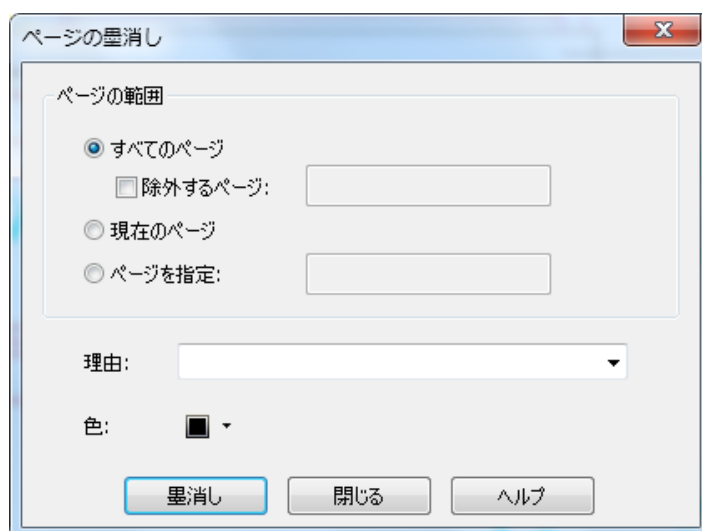 ページの墨消し
ページの範囲
すべてのページ
除外するページ:
現在のページ
ページを指定:
理由:
色:
墨消し 閉じる ヘルプ